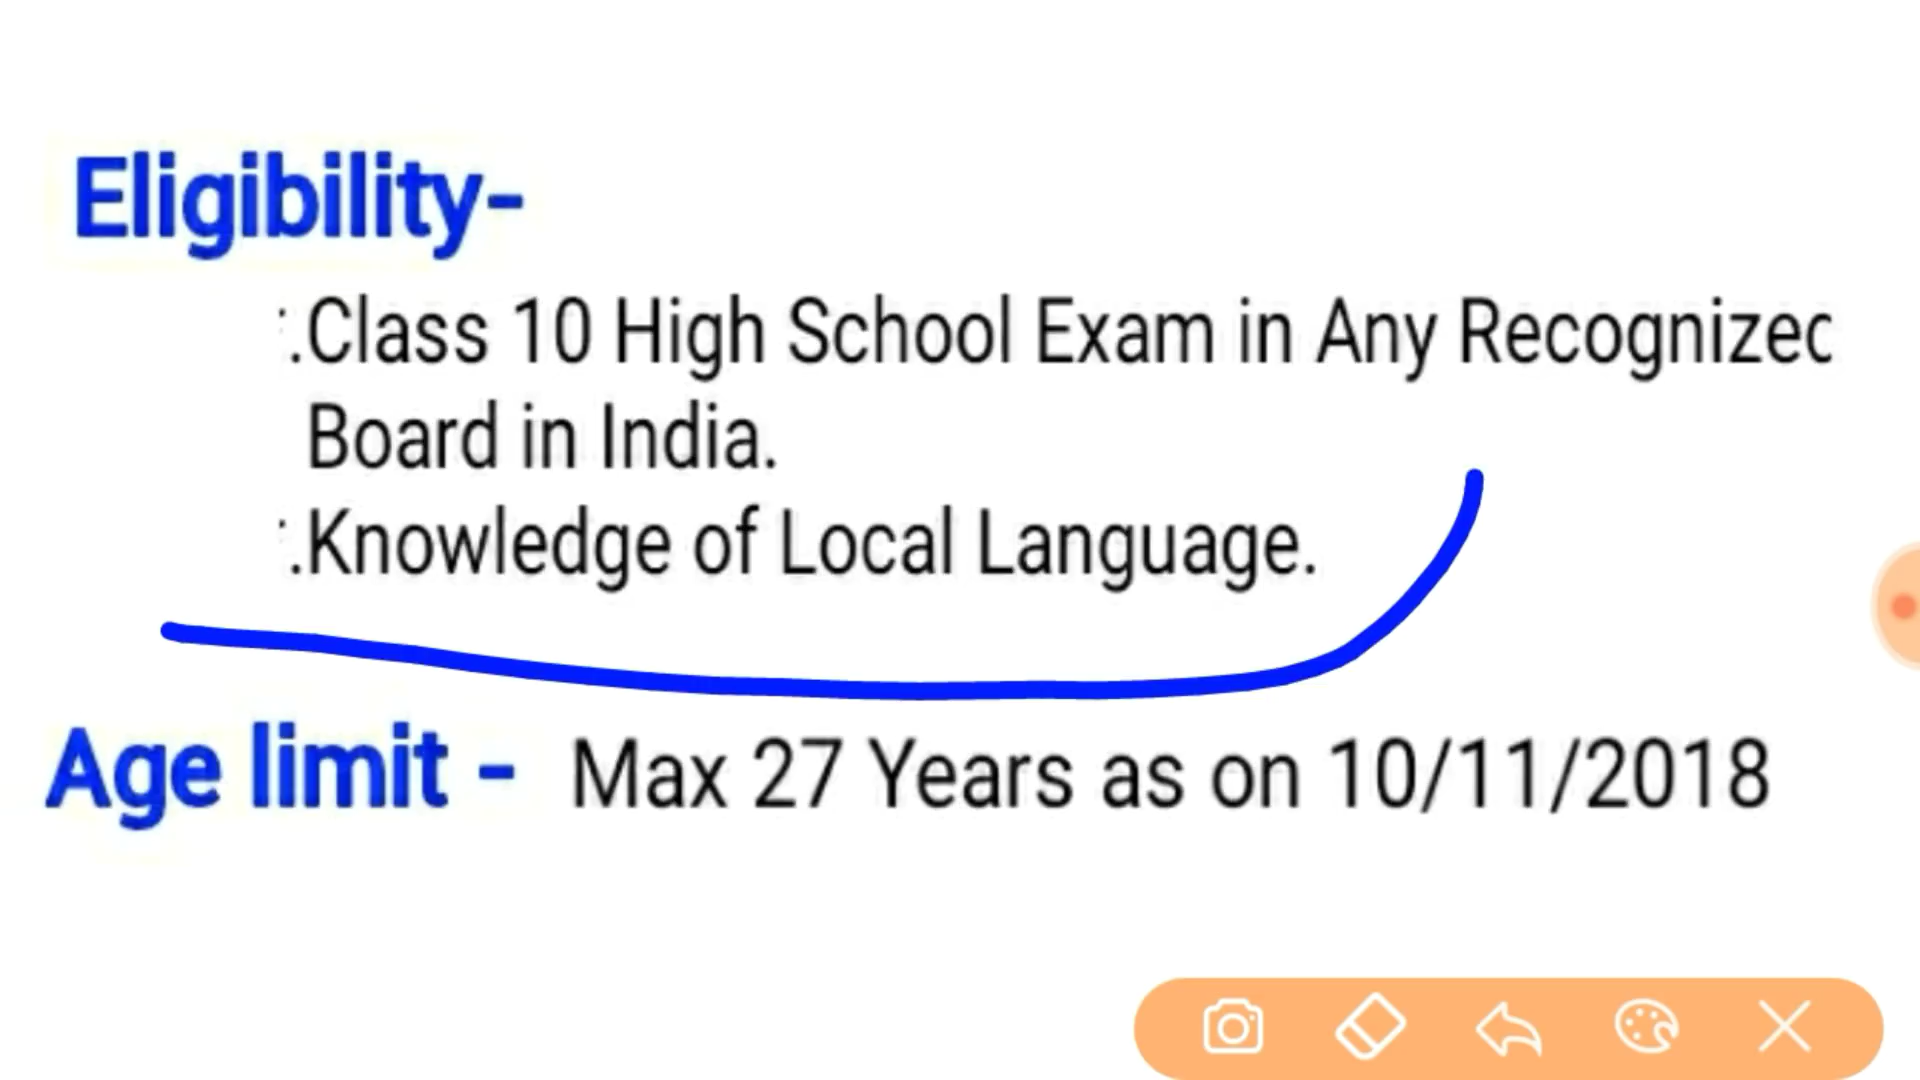 Eligibility-
:.Class 10 High School Exam in Any Recognized
Board in India.
:.Knowledge of Local Language.
Age limit - Max 27 Years as on 10/11/2018